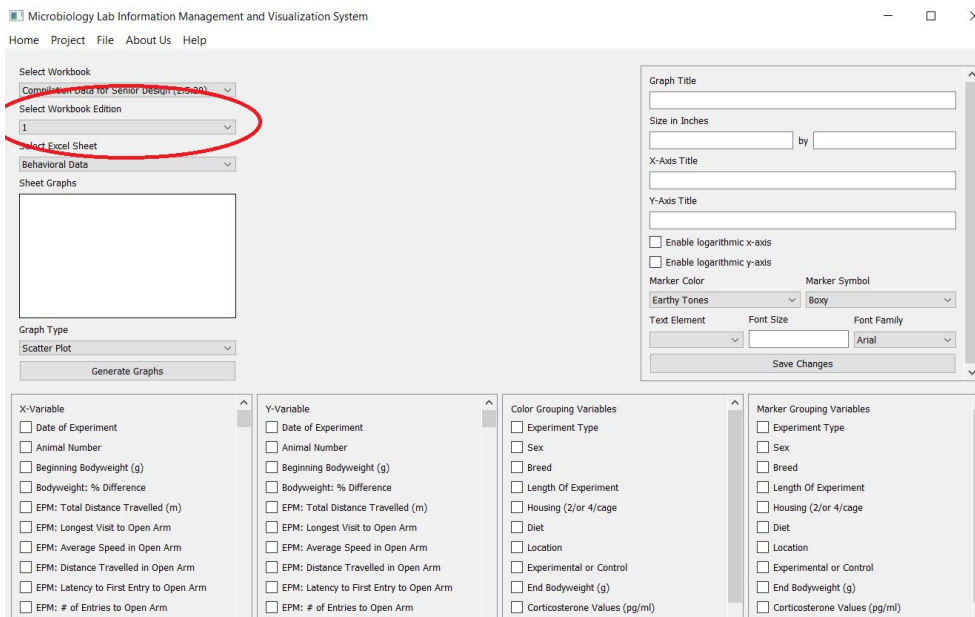 Microbiology Lab Information Management and Visualization System
Home Project File About Us Help
Select Workbook
Compilation Data for Senior Design (2.5.20)
Select Workbook Edition
1
Select Excel Sheet
Behavioral Data
Sheet Graphs
Graph Type
Scatter Plot
Generate Graphs
Graph Title
Size in Inches
by
X-Axis Title
Y-Axis Title
Enable logarithmic x-axis
Enable logarithmic y-axis
Marker Color Marker Symbol
Earthy Tones Boxy
Text Element Font Size Font Family
Arial
Save Changes
X-Variable
Date of Experiment
Animal Number
Beginning Bodyweight (g)
Bodyweight: % Difference
EPM: Total Distance Travelled (m)
EPM: Longest Visit to Open Arm
EPM: Average Speed in Open Arm
EPM: Distance Travelled in Open Arm
EPM: Latency to First Entry to Open Arm
EPM: # of Entries to Open Arm
Y-Variable
Date of Experiment
Animal Number
Beginning Bodyweight (g)
Bodyweight: % Difference
EPM: Total Distance Travelled (m)
EPM: Longest Visit to Open Arm
EPM: Average Speed in Open Arm
EPM: Distance Travelled in Open Arm
EPM: Latency to First Entry to Open Arm
EPM: # of Entries to Open Arm
Color Grouping Variables
Experiment Type
Sex
Breed
Length Of Experiment
Housing (2/or 4/cage
Diet
Location
Experimental or Control
End Bodyweight (g)
Corticosterone Values (pg/ml)
Marker Grouping Variables
Experiment Type
Sex
Breed
Length Of Experiment
Housing (2/or 4/cage
Diet
Location
Experimental or Control
End Bodyweight (g)
Corticosterone Values (pg/ml)